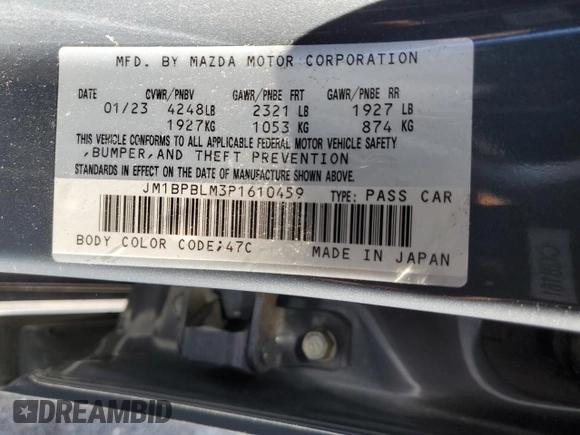 MFD. BY MAZDA MOTOR CORPORATION
DATE CVWR/PNBV GAWR/PNBE FRT GAWR/PNBE RR
01/23 4248LB 2321 LB 1927 LB
1927KG 1053 KG 874 KG
THIS VEHICLE CONFORMS TO ALL APPLICABLE FEDERAL MOTOR VEHICLE SAFETY
,BUMPER,AND THEFT PREVENTION
STANDARDS IN EFFECT ON THE DATE OF MANUFACTURE SHOWN ABOVE.
JM1BPBLM3P1610459 TYPE: PASS CAR
BODY COLOR CODE;47C MADE IN JAPAN
DREAMBID